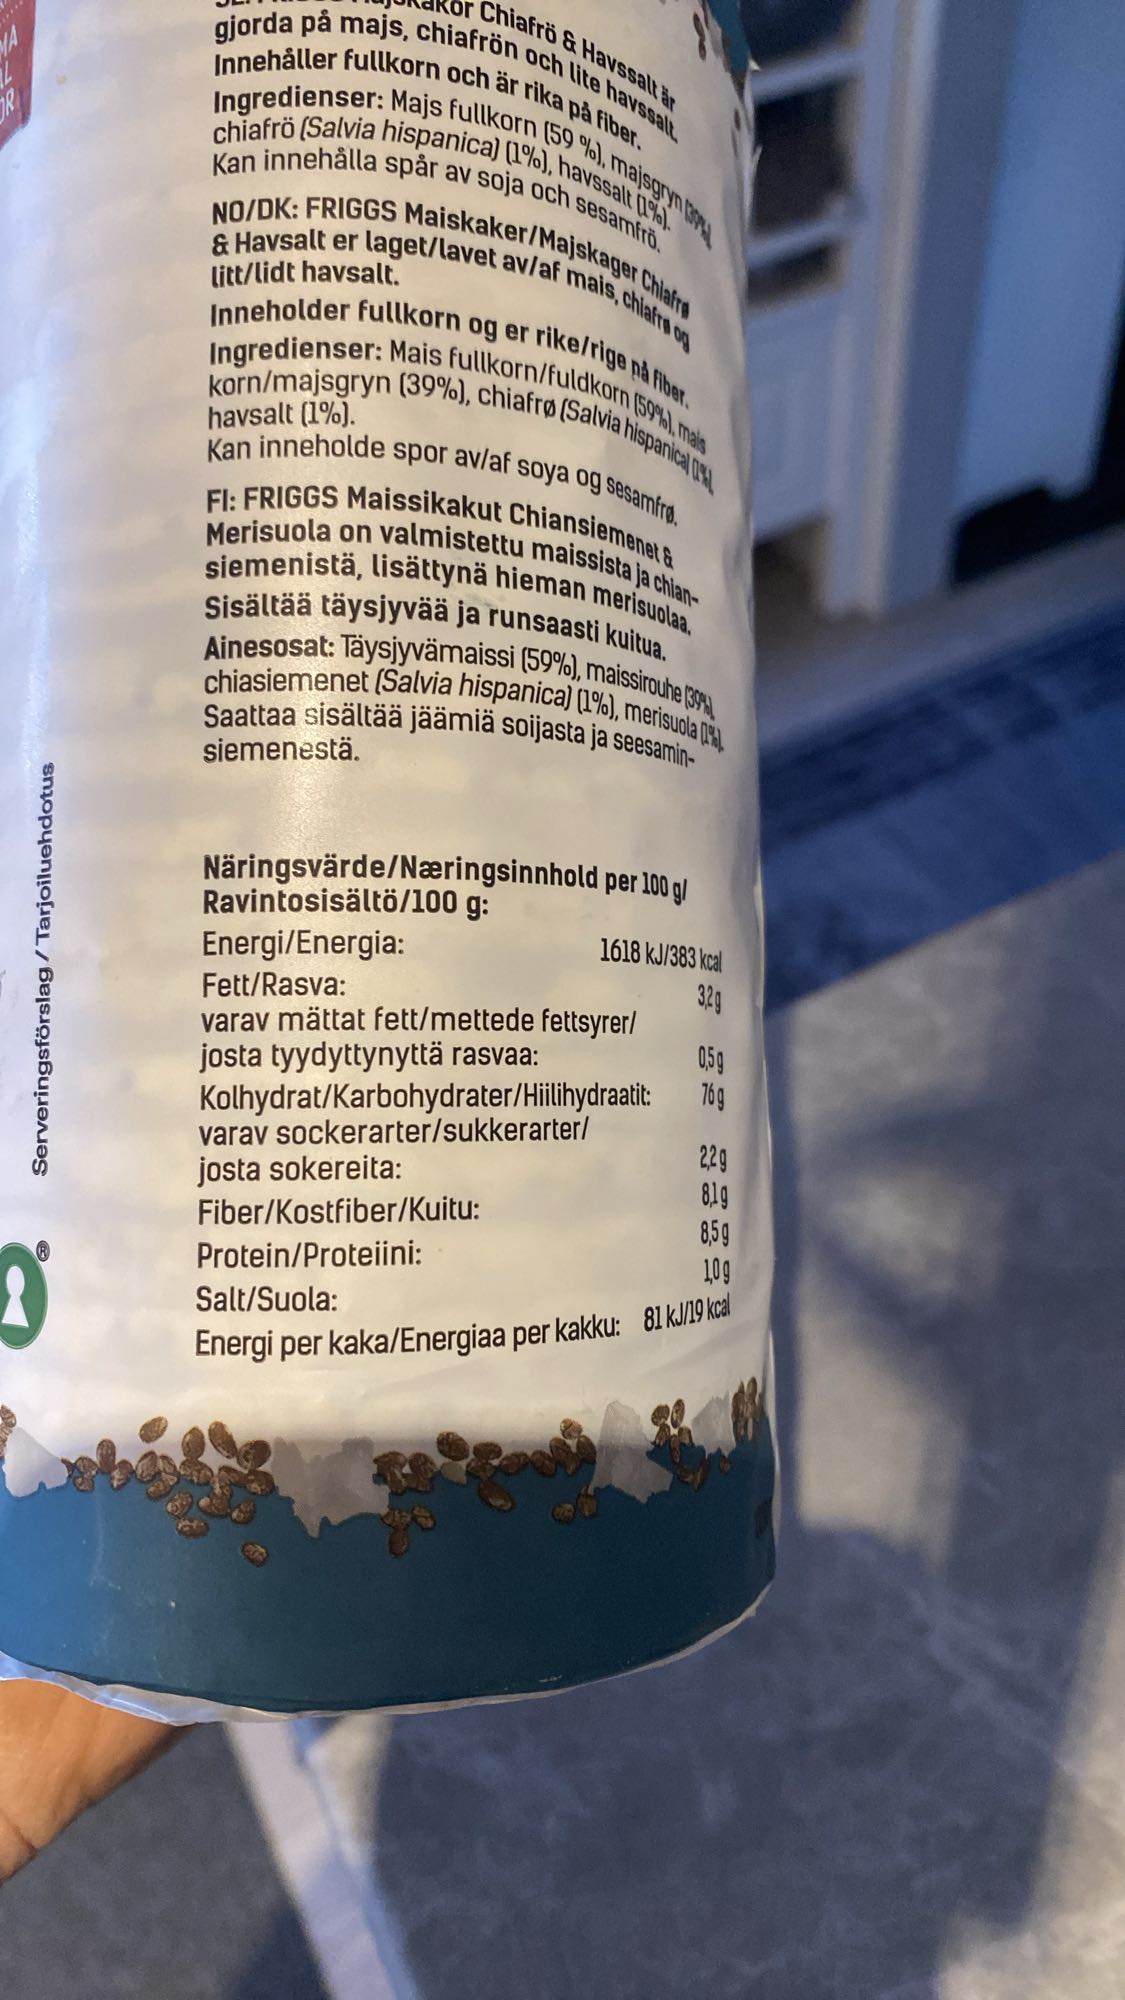 MA
AL
OR
Chiafrö & Havssalt är
gjorda på majs, chiafrön och lite havssalt.
Innehåller fullkorn och är rika på fiber.
Ingredienser: Majs fullkorn (59 %), majsgryn (39%),
chiafrö (Salvia hispanica) (1%), havssalt (1%).
Kan innehålla spår av soja och sesamfrö.
NO/DK: FRIGGS Maiskaker/Majskager Chiafrø
& Havsalt er laget/lavet av/af mais, chiafrø og
litt/lidt havsalt.
Inneholder fullkorn og er rike/rige på fiber.
Ingredienser: Mais fullkorn/fuldkorn (59%), mais
korn/majsgryn (39%), chiafrø (Salvia hispanica) (1%),
havsalt (1%).
Kan inneholde spor av/af soya og sesamfrø.
FI: FRIGGS Maissikakut Chiansiemenet &
Merisuola on valmistettu maissista ja chian-
siemenistä, lisättynä hieman merisuolaa.
Sisältää täysjyvää ja runsaasti kuitua.
Ainesosat: Täysjyvämaissi (59%), maissirouhe (39%),
chiasiemenet (Salvia hispanica) (1%), merisuola (1%).
Saattaa sisältää jäämiä soijasta ja seesamin-
siemenestä.
Näringsvärde/Næringsinnhold per 100 g/
Ravintosisältö/100 g:
Energi/Energia: 1618 kJ/383 kcal
Fett/Rasva: 3,2 g
varav mättat fett/mettede fettsyrer/
josta tyydyttynyttä rasvaa: 0,5 g
Kolhydrat/Karbohydrater/Hiilihydraatit: 76 g
varav sockerarter/sukkerarter/
josta sokereita: 2,2 g
Fiber/Kostfiber/Kuitu: 8,1 g
Protein/Proteiini: 8,5 g
Salt/Suola: 1,0 g
Energi per kaka/Energiaa per kakku: 81 kJ/19 kcal
Serveringsförslag / Tarjoiluehdotus
®